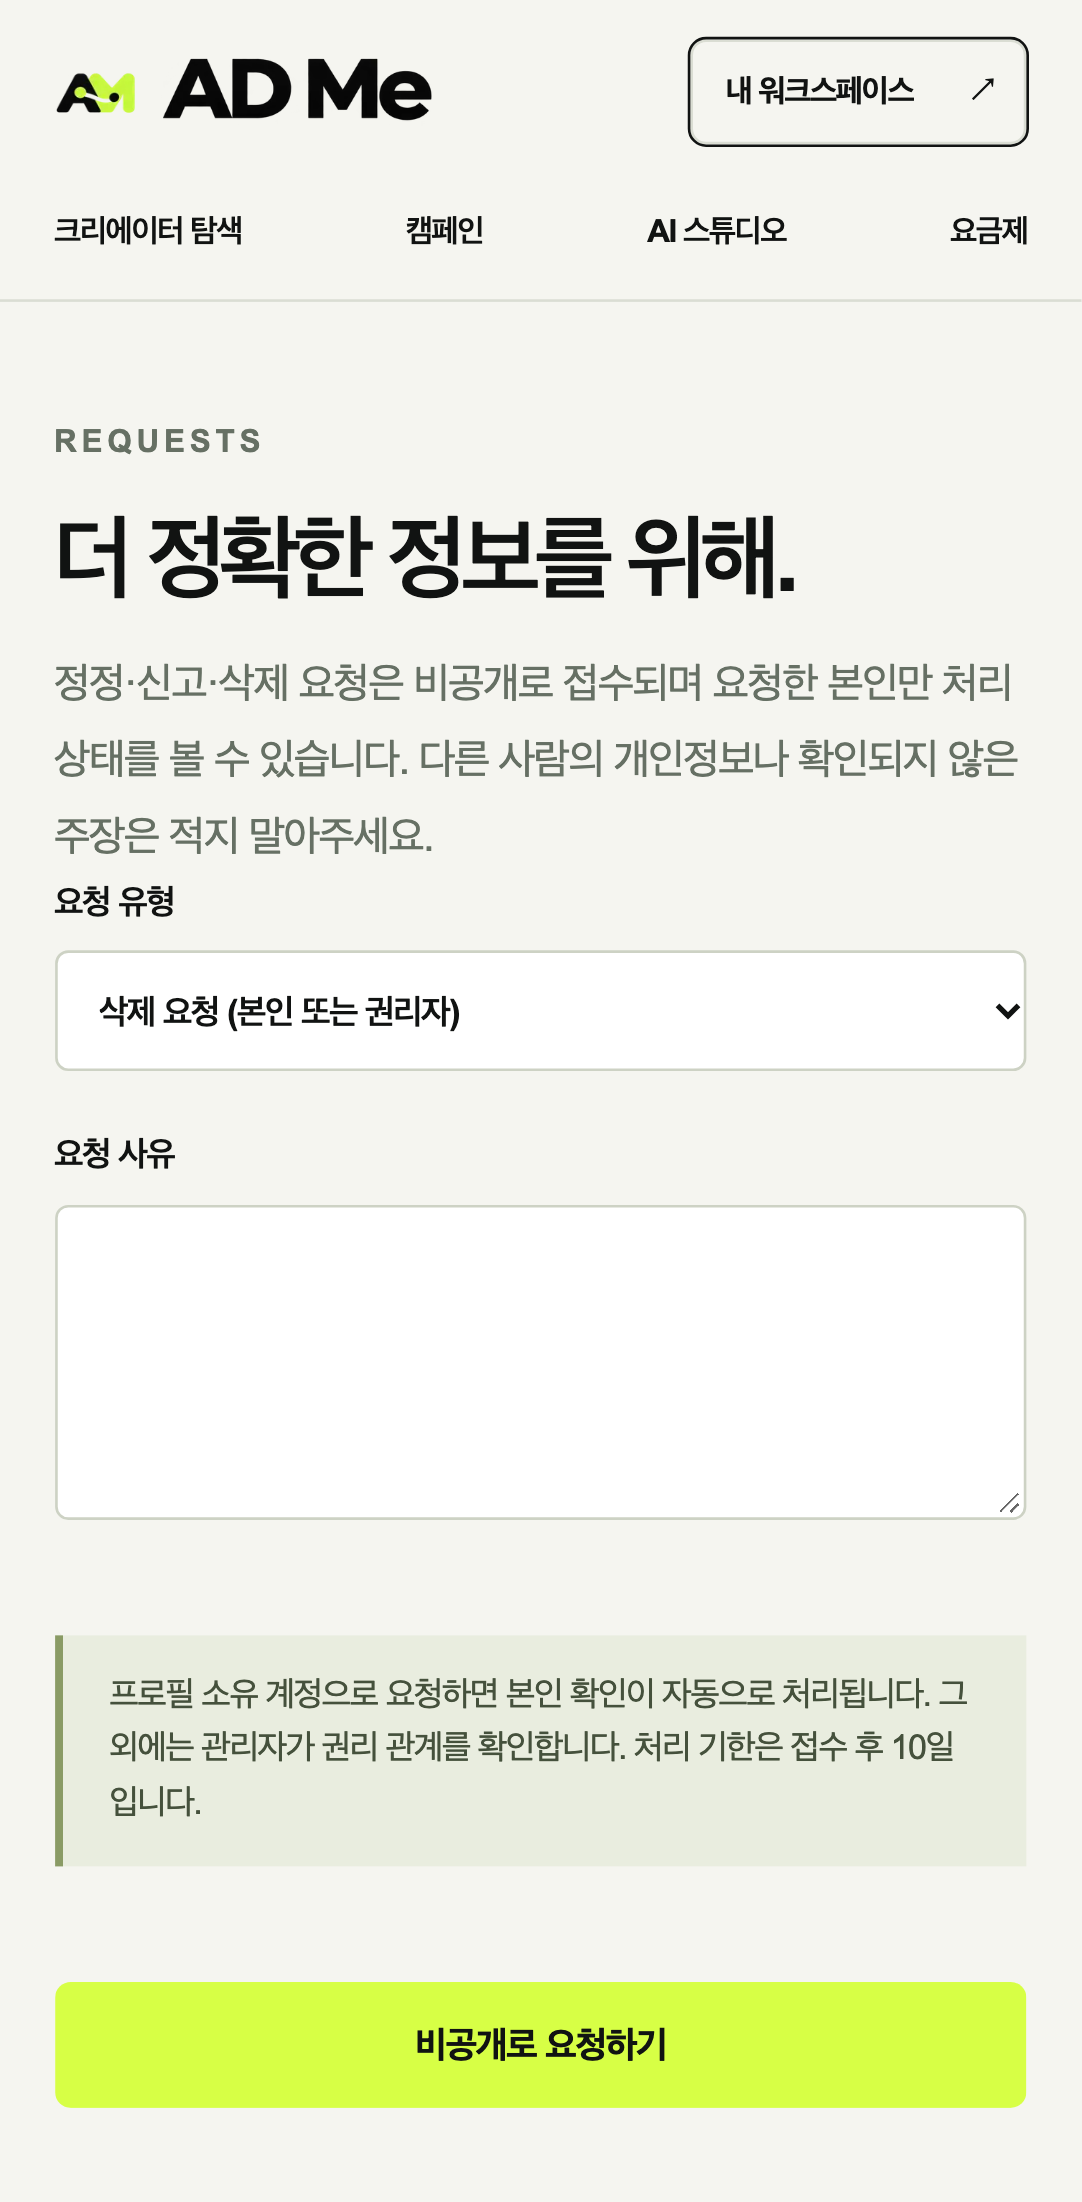 AM AD Me
내 워크스페이스 ↗
크리에이터 탐색 캠페인 AI 스튜디오 요금제
REQUESTS
더 정확한 정보를 위해.
정정·신고·삭제 요청은 비공개로 접수되며 요청한 본인만 처리
상태를 볼 수 있습니다. 다른 사람의 개인정보나 확인되지 않은
주장은 적지 말아주세요.
요청 유형
삭제 요청 (본인 또는 권리자)
요청 사유
프로필 소유 계정으로 요청하면 본인 확인이 자동으로 처리됩니다. 그
외에는 관리자가 권리 관계를 확인합니다. 처리 기한은 접수 후 10일
입니다.
비공개로 요청하기